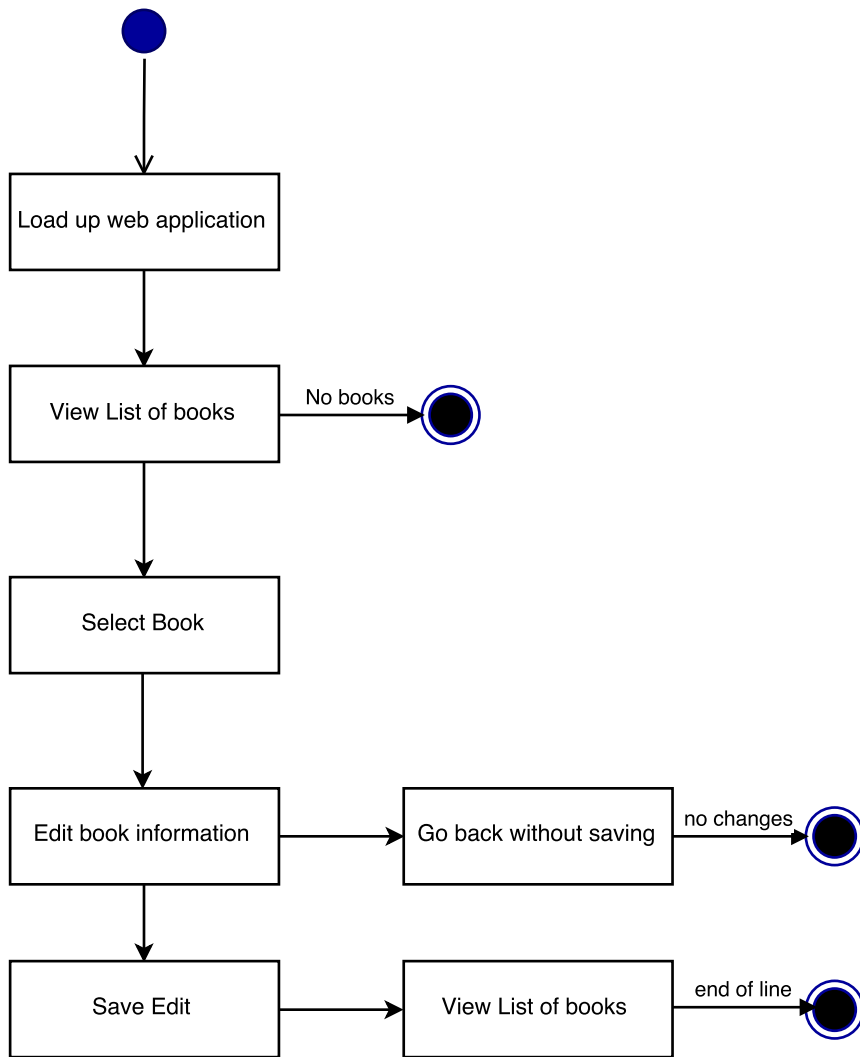 Load up web application
View List of books
No books
Select Book
Edit book information
Go back without saving
no changes
Save Edit
View List of books
end of line